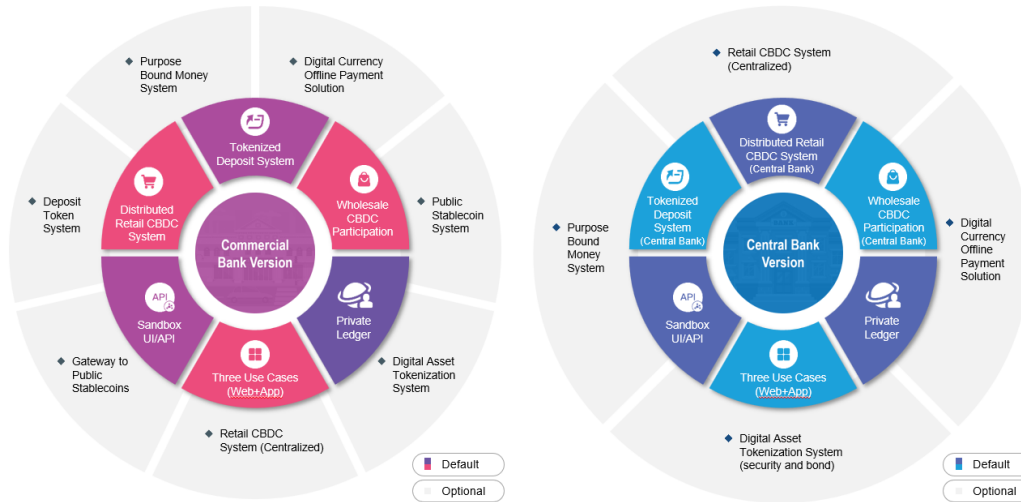 Purpose
Bound Money
System
Digital Currency
Offline Payment
Solution
Tokenized
Deposit System
Distributed
Retail CBDC
System
Wholesale
CBDC
Participation
Deposit
Token
System
Public
Stablecoin
System
Commercial
Bank Version
API
Sandbox
UI/API
Private
Ledger
Three Use Cases
(Web+App)
Gateway to
Public
Stablecoins
Digital Asset
Tokenization
System
Retail CBDC
System (Centralized)
Default
Optional
Retail CBDC System
(Centralized)
Distributed Retail
CBDC System
(Central Bank)
Tokenized
Deposit
System
(Central Bank)
Wholesale
CBDC
Participation
(Central Bank)
Purpose
Bound
Money
System
Digital
Currency
Offline
Payment
Solution
Central Bank
Version
API
Sandbox
UI/API
Private
Ledger
Three Use Cases
(Web+App)
Digital Asset
Tokenization System
(security and bond)
Default
Optional